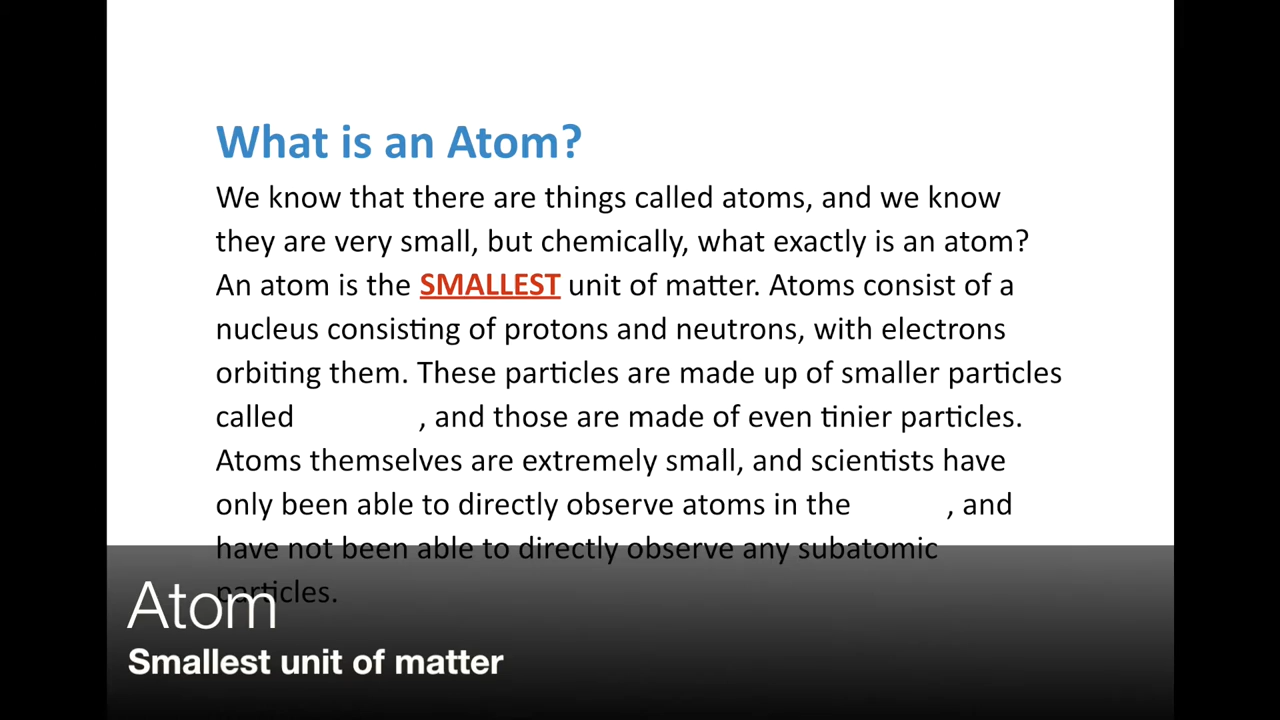 What is an Atom?
We know that there are things called atoms, and we know
they are very small, but chemically, what exactly is an atom?
An atom is the SMALLEST unit of matter. Atoms consist of a
nucleus consisting of protons and neutrons, with electrons
orbiting them. These particles are made up of smaller particles
called , and those are made of even tinier particles.
Atoms themselves are extremely small, and scientists have
only been able to directly observe atoms in the , and
have not been able to directly observe any subatomic
particles.
Atom
Smallest unit of matter